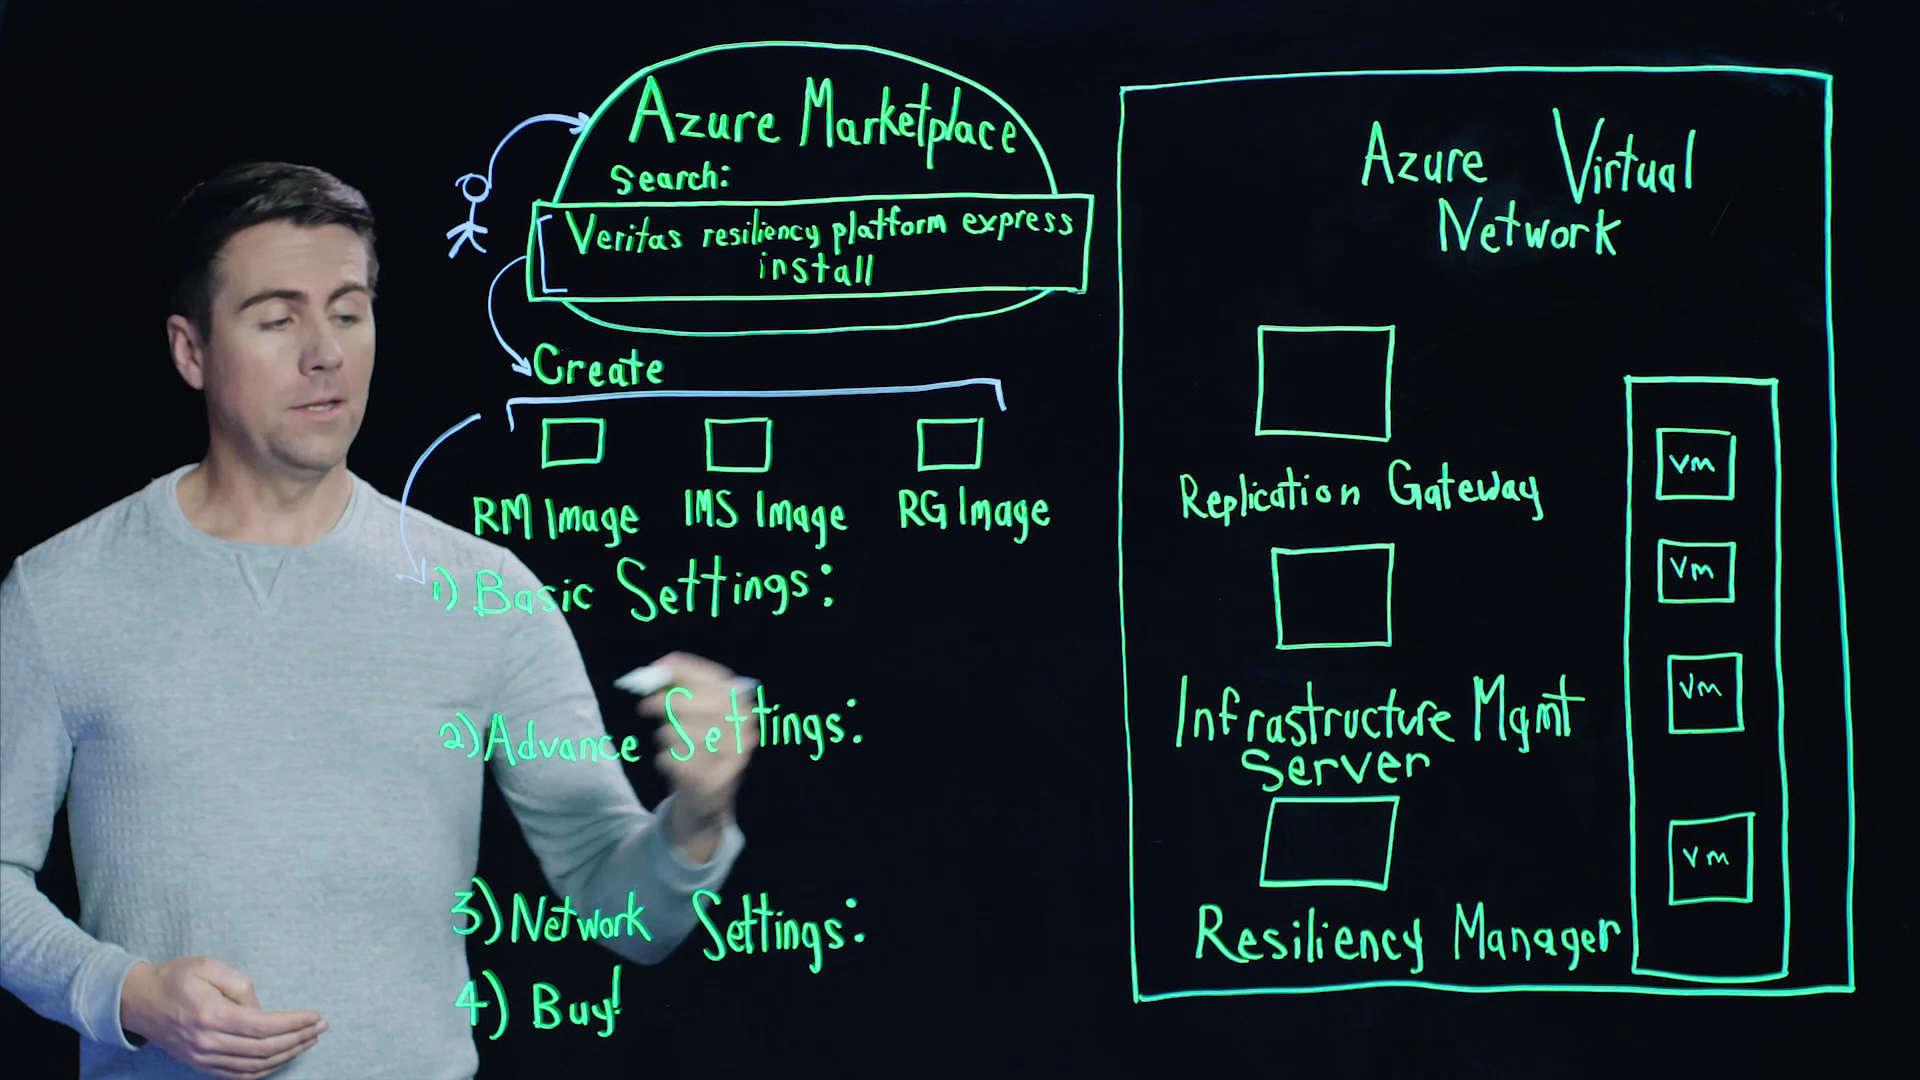 Azure Marketplace
Search:
Veritas resiliency platform express
install
Create
RM Image
IMS Image
RG Image
1) Basic Settings:
2) Advance Settings:
3) Network Settings:
4) Buy!
Azure Virtual
Network
Replication Gateway
Infrastructure Mgmt
Server
Resiliency Manager
VM
VM
VM
VM